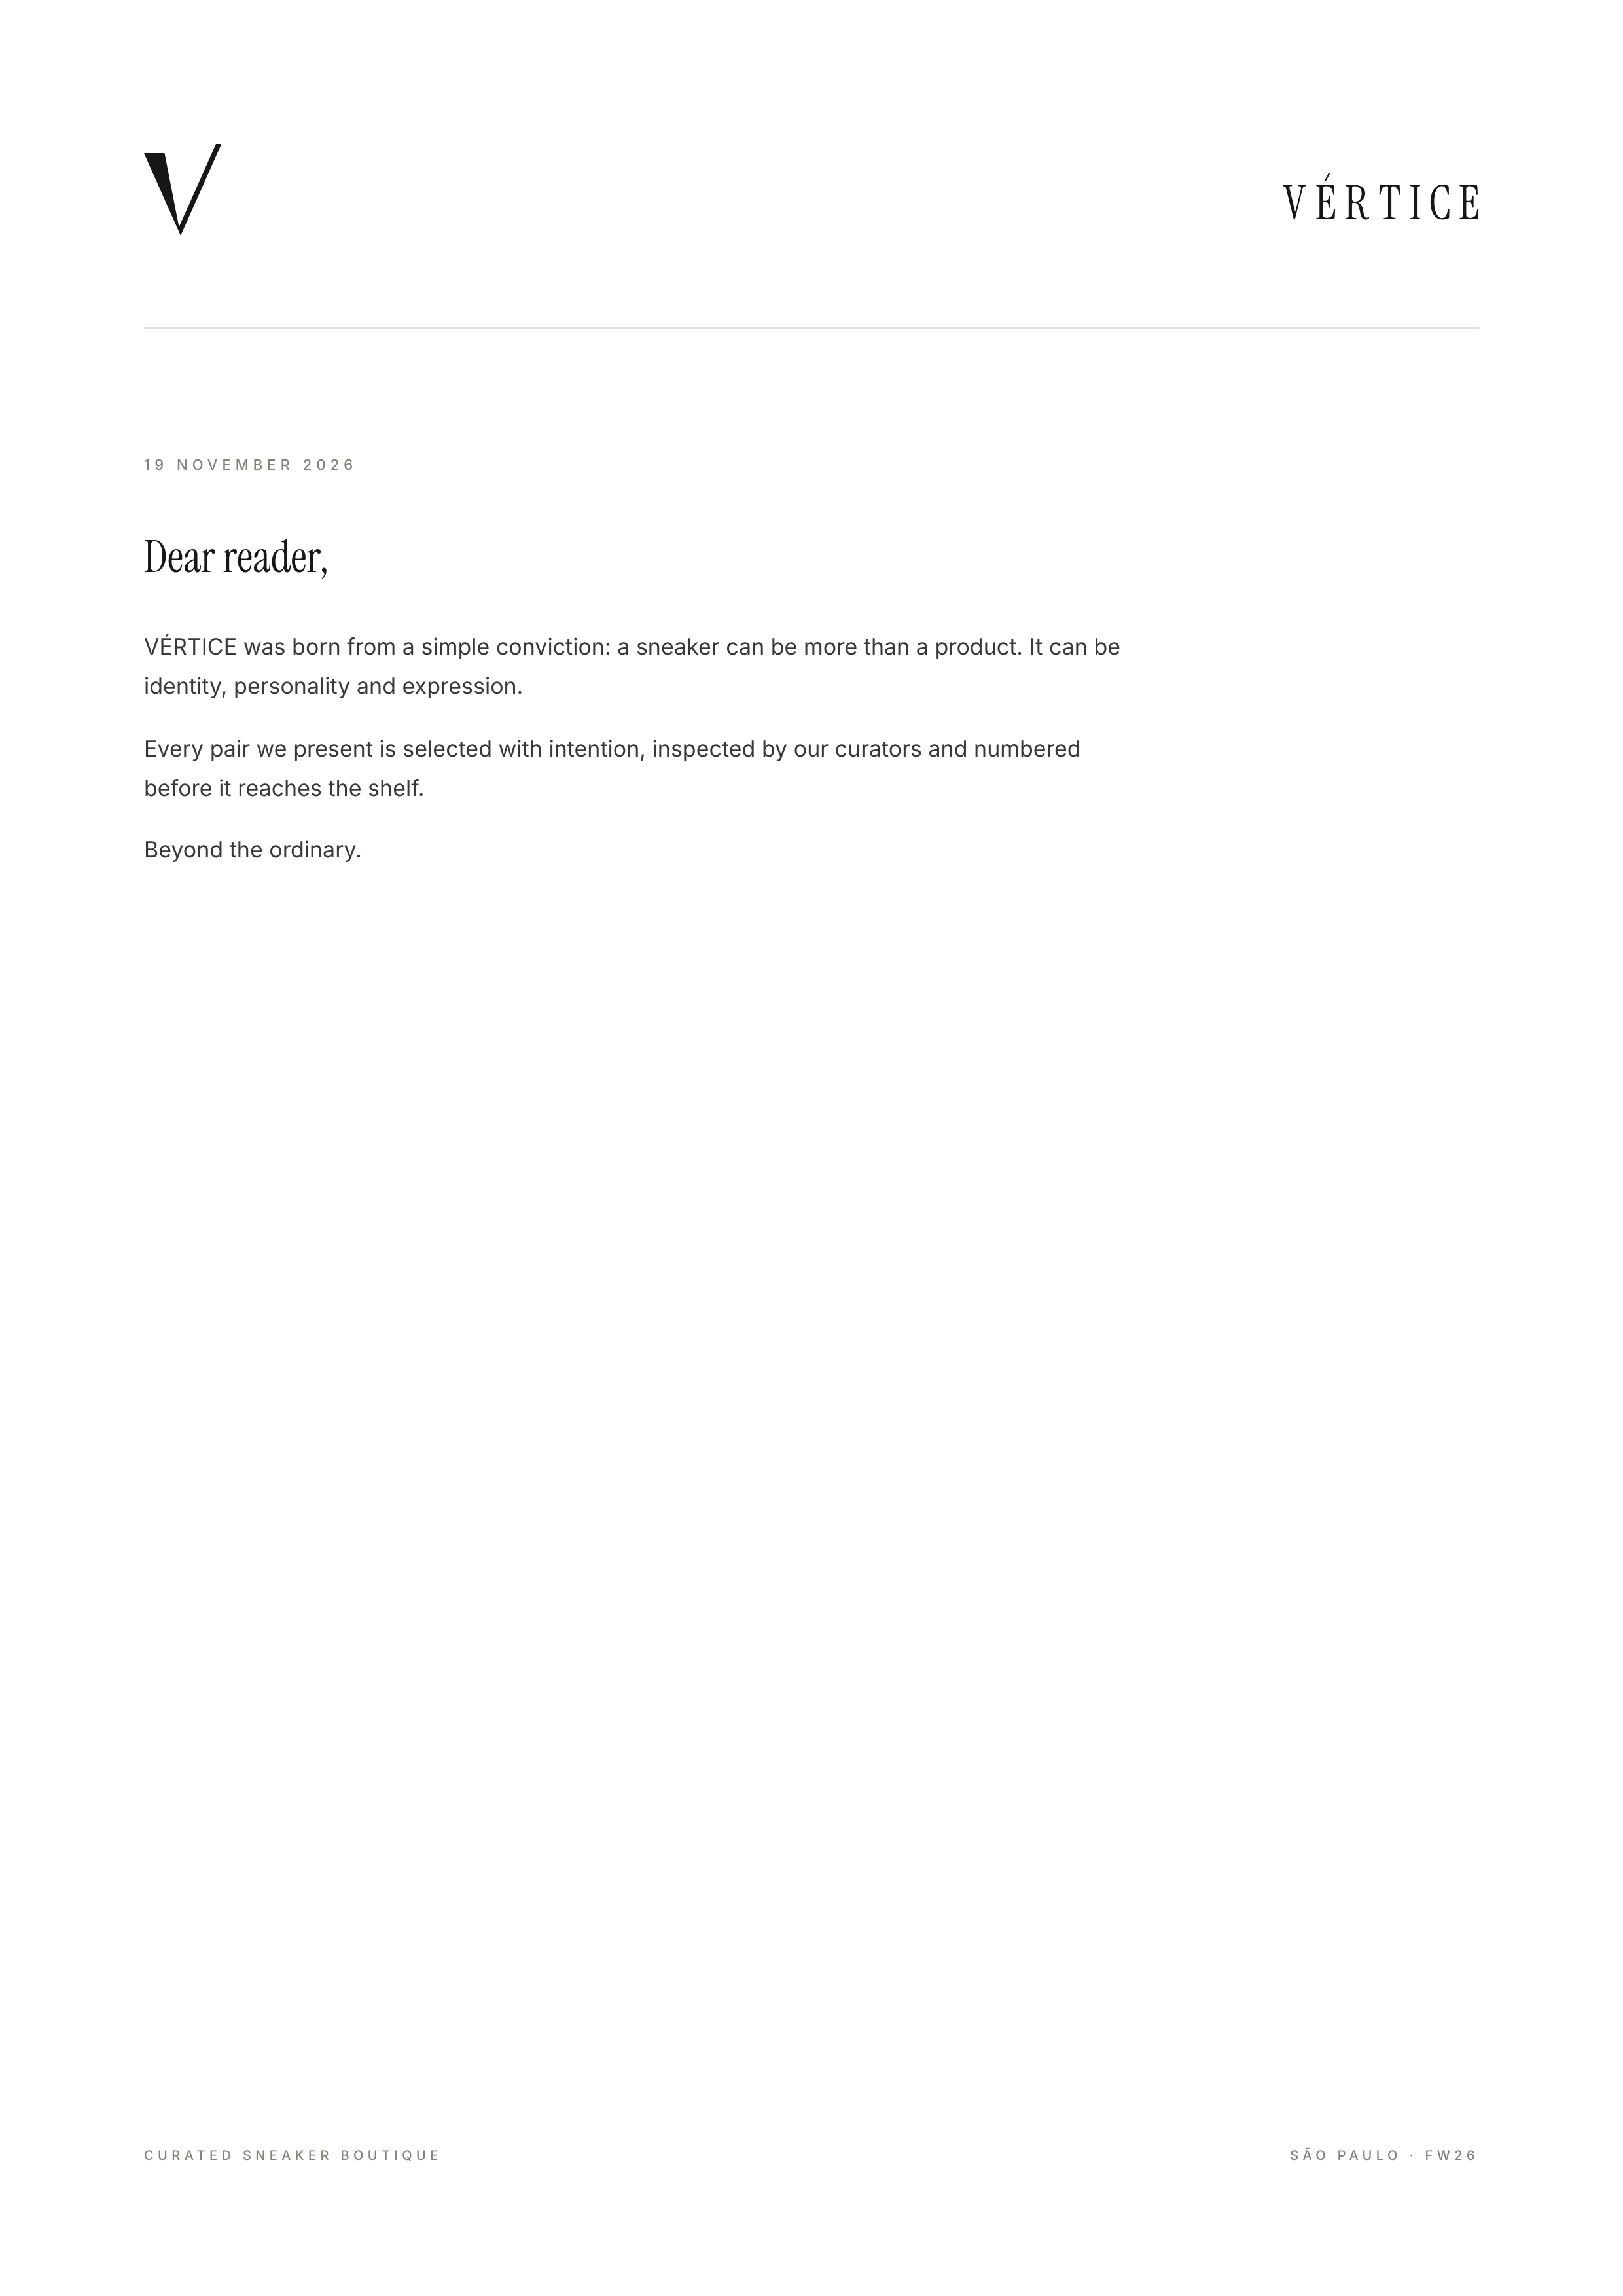 V
VÉRTICE
19 NOVEMBER 2026
Dear reader,
VÉRTICE was born from a simple conviction: a sneaker can be more than a product. It can be
identity, personality and expression.
Every pair we present is selected with intention, inspected by our curators and numbered
before it reaches the shelf.
Beyond the ordinary.
CURATED SNEAKER BOUTIQUE
SÃO PAULO · FW26